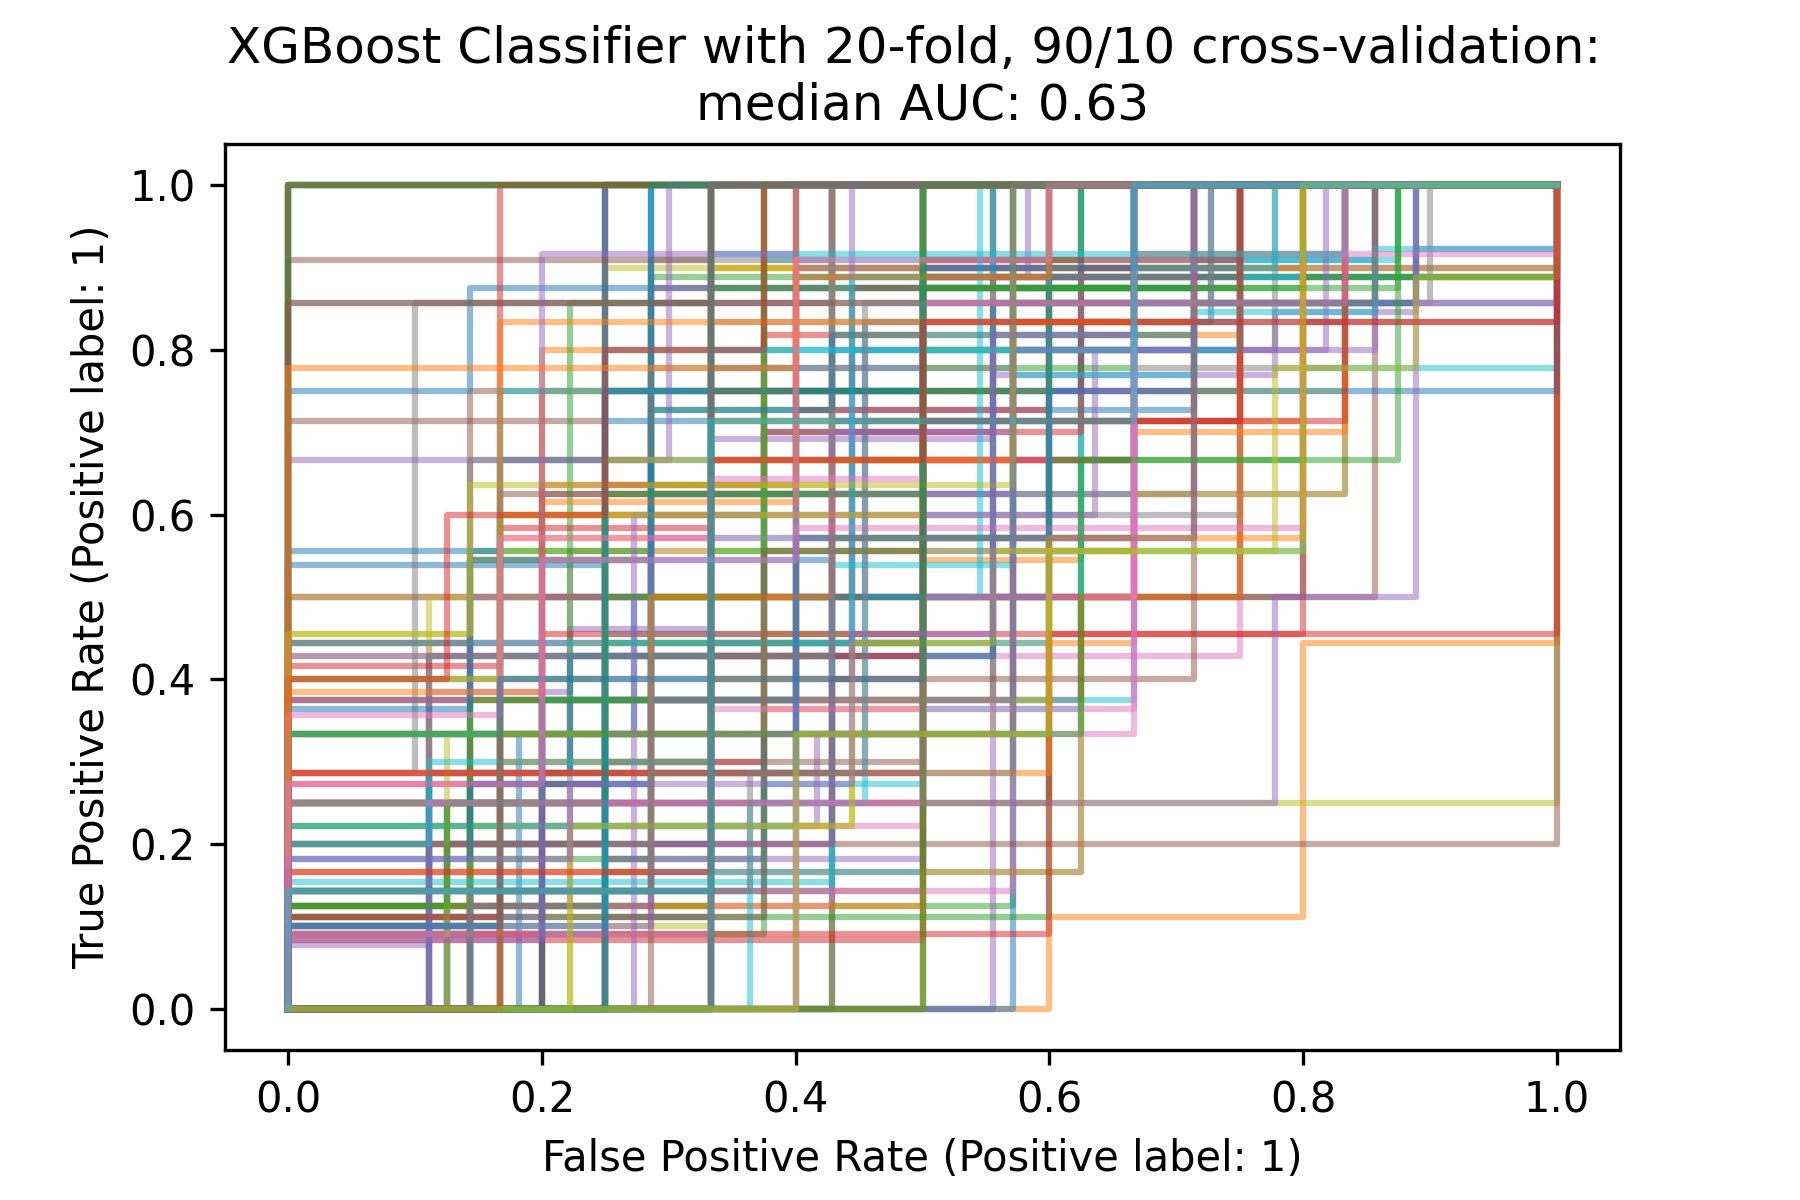 XGBoost Classifier with 20-fold, 90/10 cross-validation:
median AUC: 0.63
True Positive Rate (Positive label: 1)
1.0
0.8
0.6
0.4
0.2
0.0
0.0 0.2 0.4 0.6 0.8 1.0
False Positive Rate (Positive label: 1)